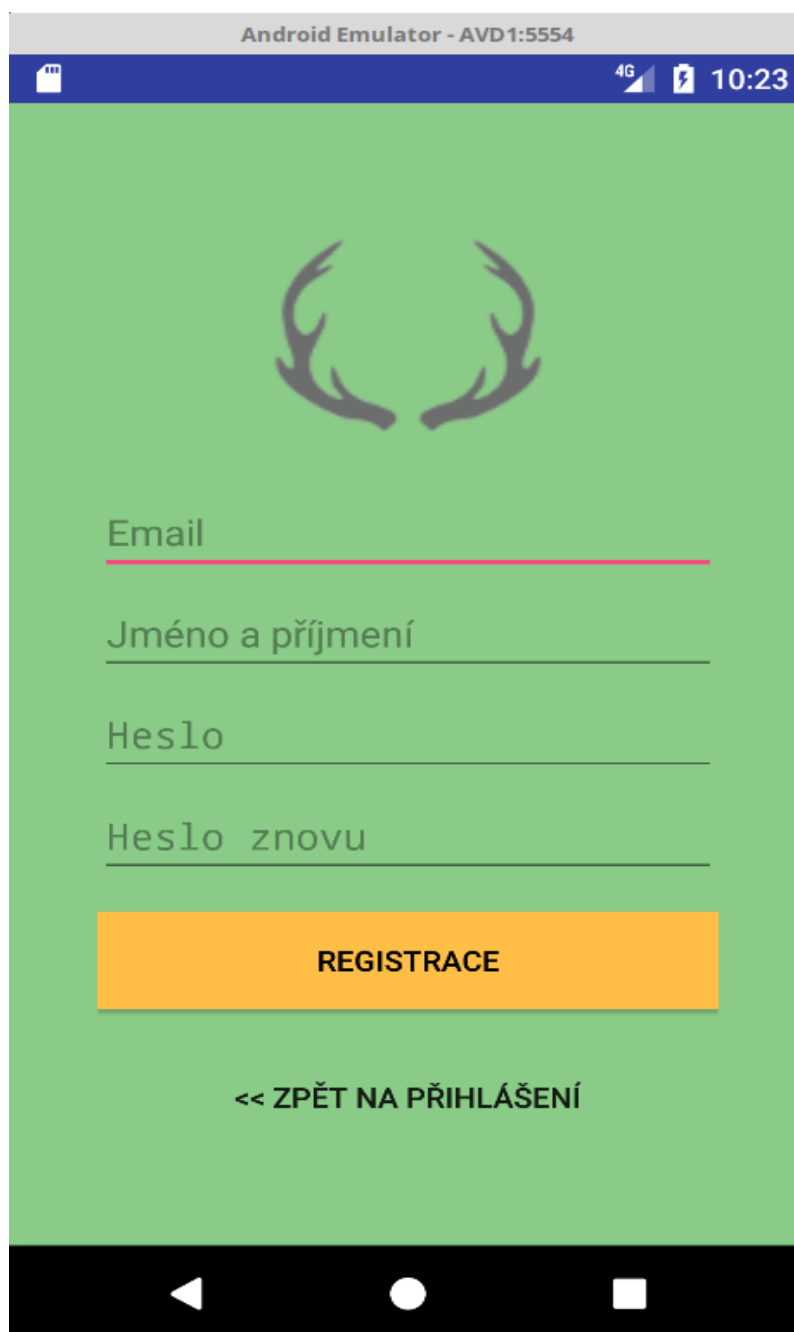 Android Emulator - AVD1:5554
4G 10:23
Email
Jméno a příjmení
Heslo
Heslo znovu
REGISTRACE
<< ZPĚT NA PŘIHLÁŠENÍ